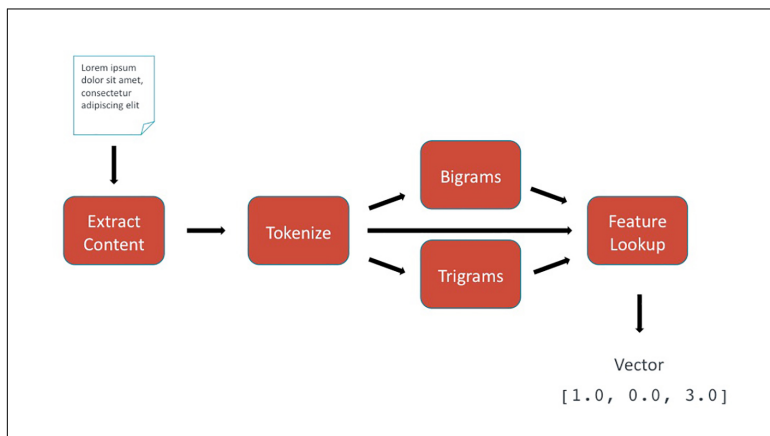 Lorem ipsum
dolor sit amet,
consectetur
adipiscing elit
Extract
Content
Tokenize
Bigrams
Trigrams
Feature
Lookup
Vector
[1.0, 0.0, 3.0]